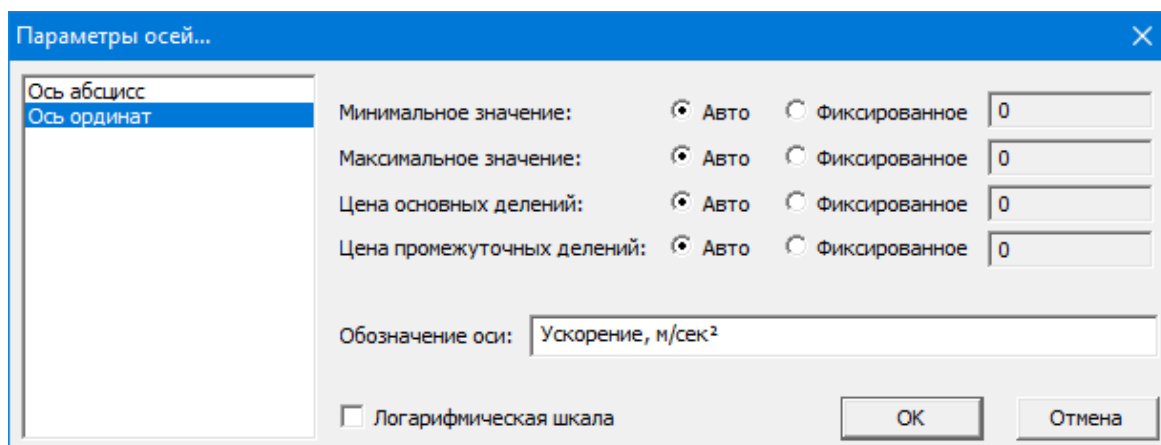 Параметры осей...
Ось абсцисс
Ось ординат
Минимальное значение: Авто Фиксированное 0
Максимальное значение: Авто Фиксированное 0
Цена основных делений: Авто Фиксированное 0
Цена промежуточных делений: Авто Фиксированное 0
Обозначение оси: Ускорение, м/сек²
Логарифмическая шкала OK Отмена